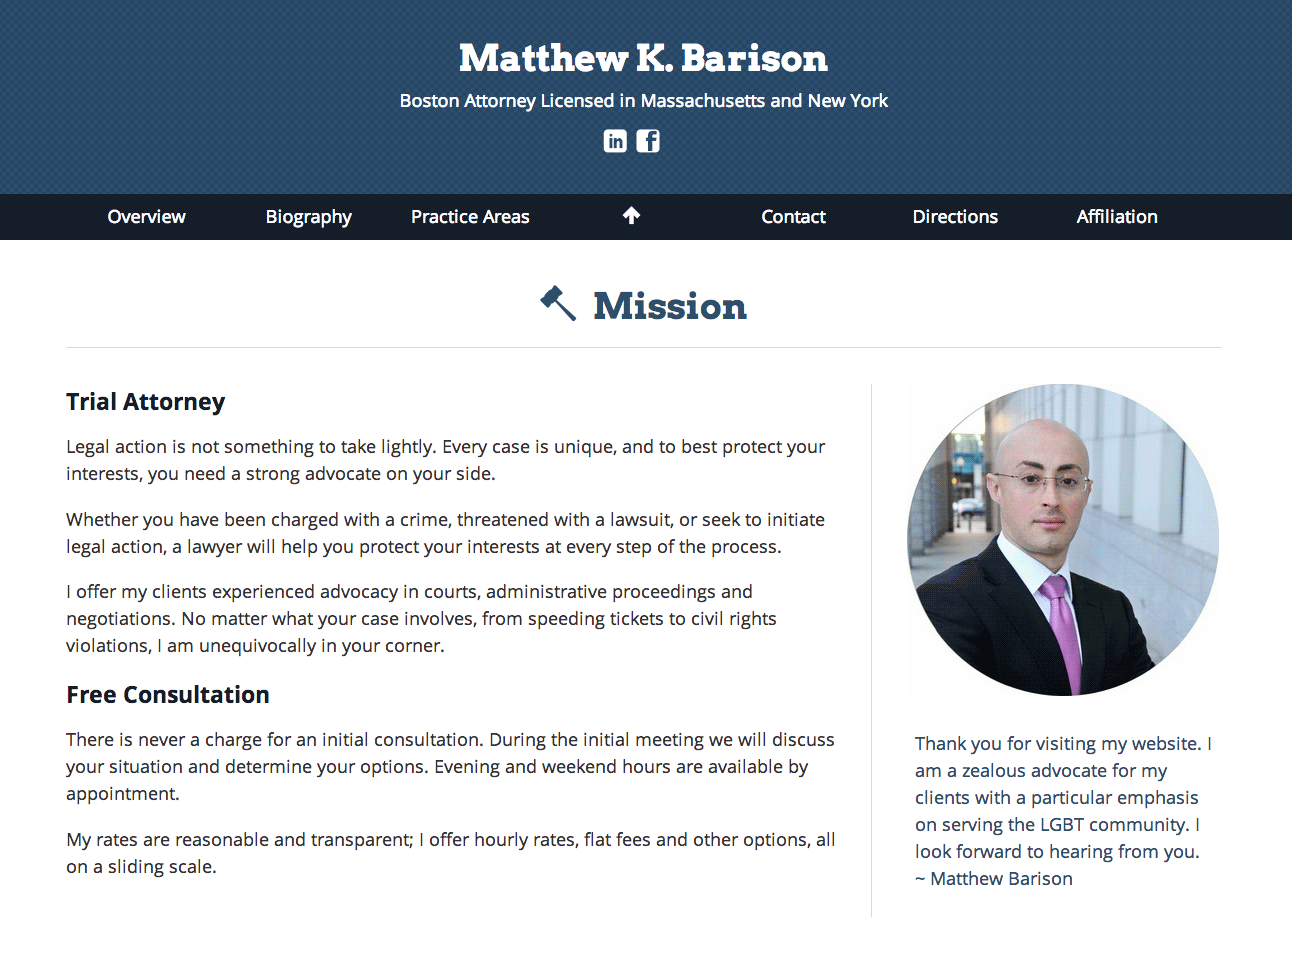 Matthew K. Barison
Boston Attorney Licensed in Massachusetts and New York
in f
Overview Biography Practice Areas Contact Directions Affiliation
Mission
Trial Attorney
Legal action is not something to take lightly. Every case is unique, and to best protect your
interests, you need a strong advocate on your side.
Whether you have been charged with a crime, threatened with a lawsuit, or seek to initiate
legal action, a lawyer will help you protect your interests at every step of the process.
I offer my clients experienced advocacy in courts, administrative proceedings and
negotiations. No matter what your case involves, from speeding tickets to civil rights
violations, I am unequivocally in your corner.
Free Consultation
There is never a charge for an initial consultation. During the initial meeting we will discuss
your situation and determine your options. Evening and weekend hours are available by
appointment.
My rates are reasonable and transparent; I offer hourly rates, flat fees and other options, all
on a sliding scale.
Thank you for visiting my website. I
am a zealous advocate for my
clients with a particular emphasis
on serving the LGBT community. I
look forward to hearing from you.
~ Matthew Barison